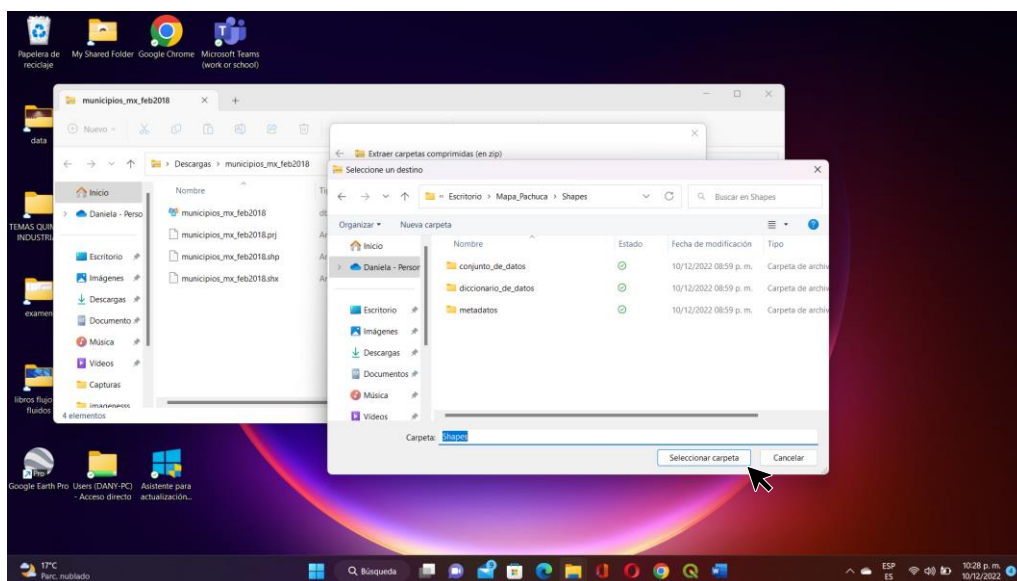 Papelera de
reciclaje
My Shared Folder
Google Chrome
Microsoft Teams
(work or school)
data
TEMAS QUIM
INDUSTRI
examen
libros flujo
fluidos
Google Earth
Pro
Users (DANY-PC)
- Acceso directo
Asistente para
actualización...
municipios_mx_feb2018
Nuevo
Descargas > municipios_mx_feb2018
Inicio
Daniela - Perso
Escritorio
Imágenes
Descargas
Documento
Música
Videos
Capturas
imagenesss
4 elementos
Nombre
municipios_mx_feb2018
municipios_mx_feb2018.prj
municipios_mx_feb2018.shp
municipios_mx_feb2018.shx
Extraer carpetas comprimidas (en zip)
Seleccione un destino
« Escritorio > Mapa_Pachuca > Shapes
Buscar en Shapes
Organizar
Nueva carpeta
Inicio
Daniela - Person
Escritorio
Imágenes
Descargas
Documentos
Música
Videos
Nombre Estado Fecha de modificación Tipo
conjunto_de_datos 10/12/2022 08:59 p. m. Carpeta de archiv
diccionario_de_datos 10/12/2022 08:59 p. m. Carpeta de archiv
metadatos 10/12/2022 08:59 p. m. Carpeta de archiv
Carpeta: Shapes
Seleccionar carpeta
Cancelar
17°C
Parc. nublado
Búsqueda
ESP
ES
10:28 p. m.
10/12/2022